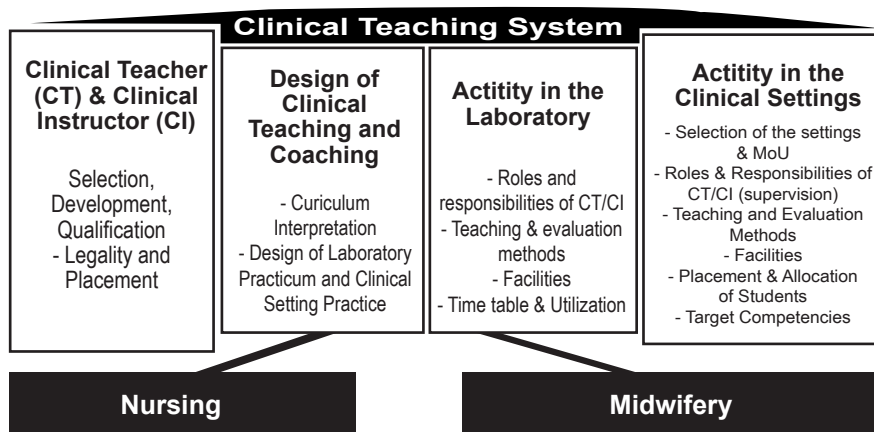 Clinical Teaching System
Clinical Teacher
(CT) & Clinical
Instructor (CI)
Selection,
Development,
Qualification
- Legality and
Placement
Design of
Clinical
Teaching and
Coaching
- Curiculum
Interpretation
- Design of Laboratory
Practicum and Clinical
Setting Practice
Actitity in the
Laboratory
- Roles and
responsibilities of CT/CI
- Teaching & evaluation
methods
- Facilities
- Time table & Utilization
Actitity in the
Clinical Settings
- Selection of the settings
& MoU
- Roles & Responsibilities of
CT/CI (supervision)
- Teaching and Evaluation
Methods
- Facilities
- Placement & Allocation
of Students
- Target Competencies
Nursing
Midwifery